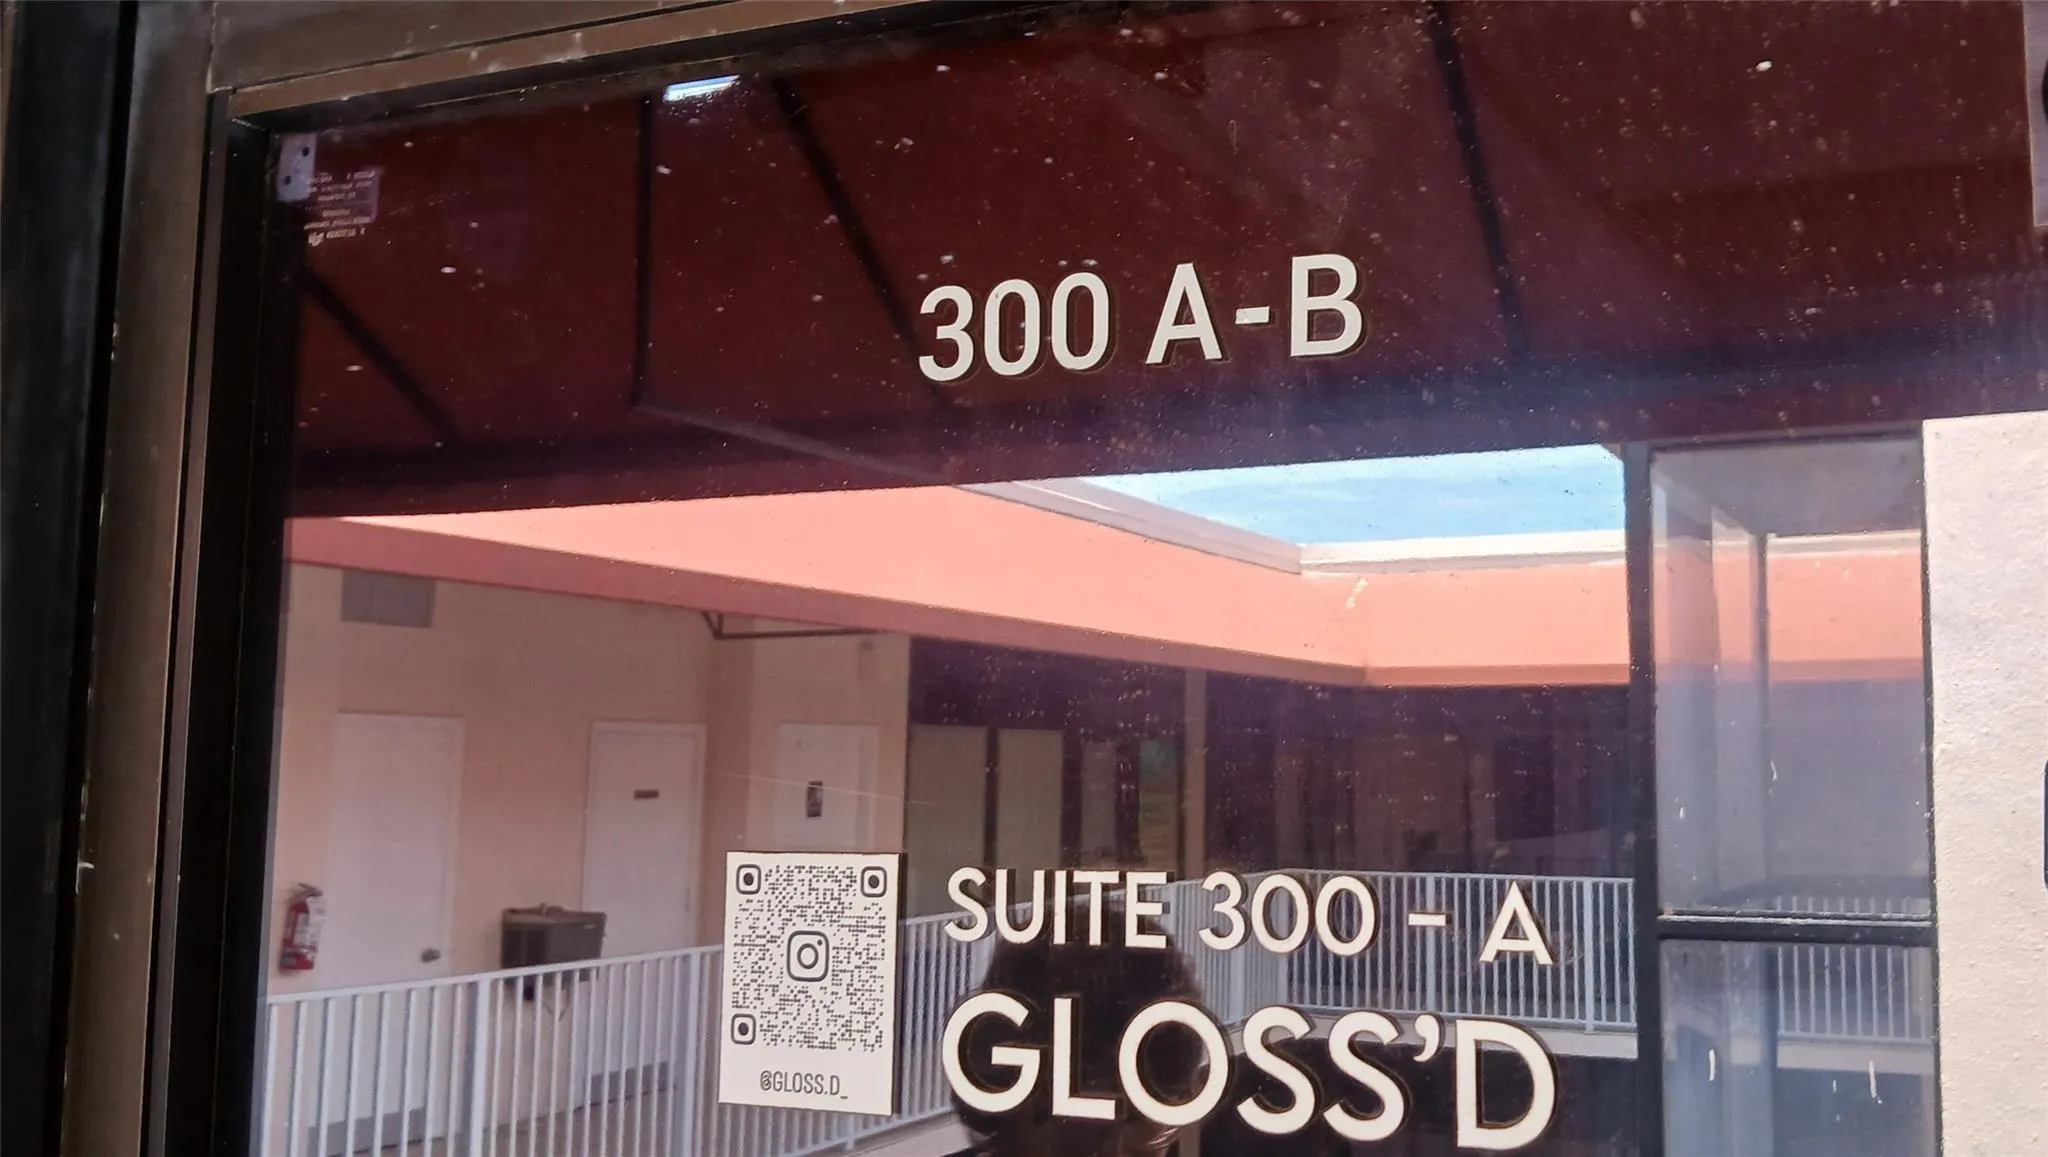 300 A-B
SUITE 300 - A
GLOSS'D
@GLOSS.D_